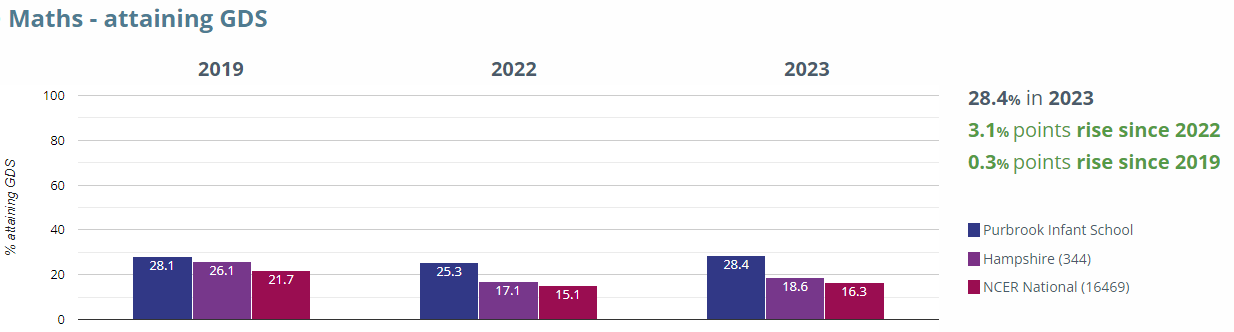 Maths - attaining GDS
2019 2022 2023
28.4% in 2023
3.1% points rise since 2022
0.3% points rise since 2019
100
80
60
40
20
0
% attaining GDS
28.1 26.1 21.7 25.3 17.1 15.1 28.4 18.6 16.3
Purbrook Infant School
Hampshire (344)
NCER National (16469)